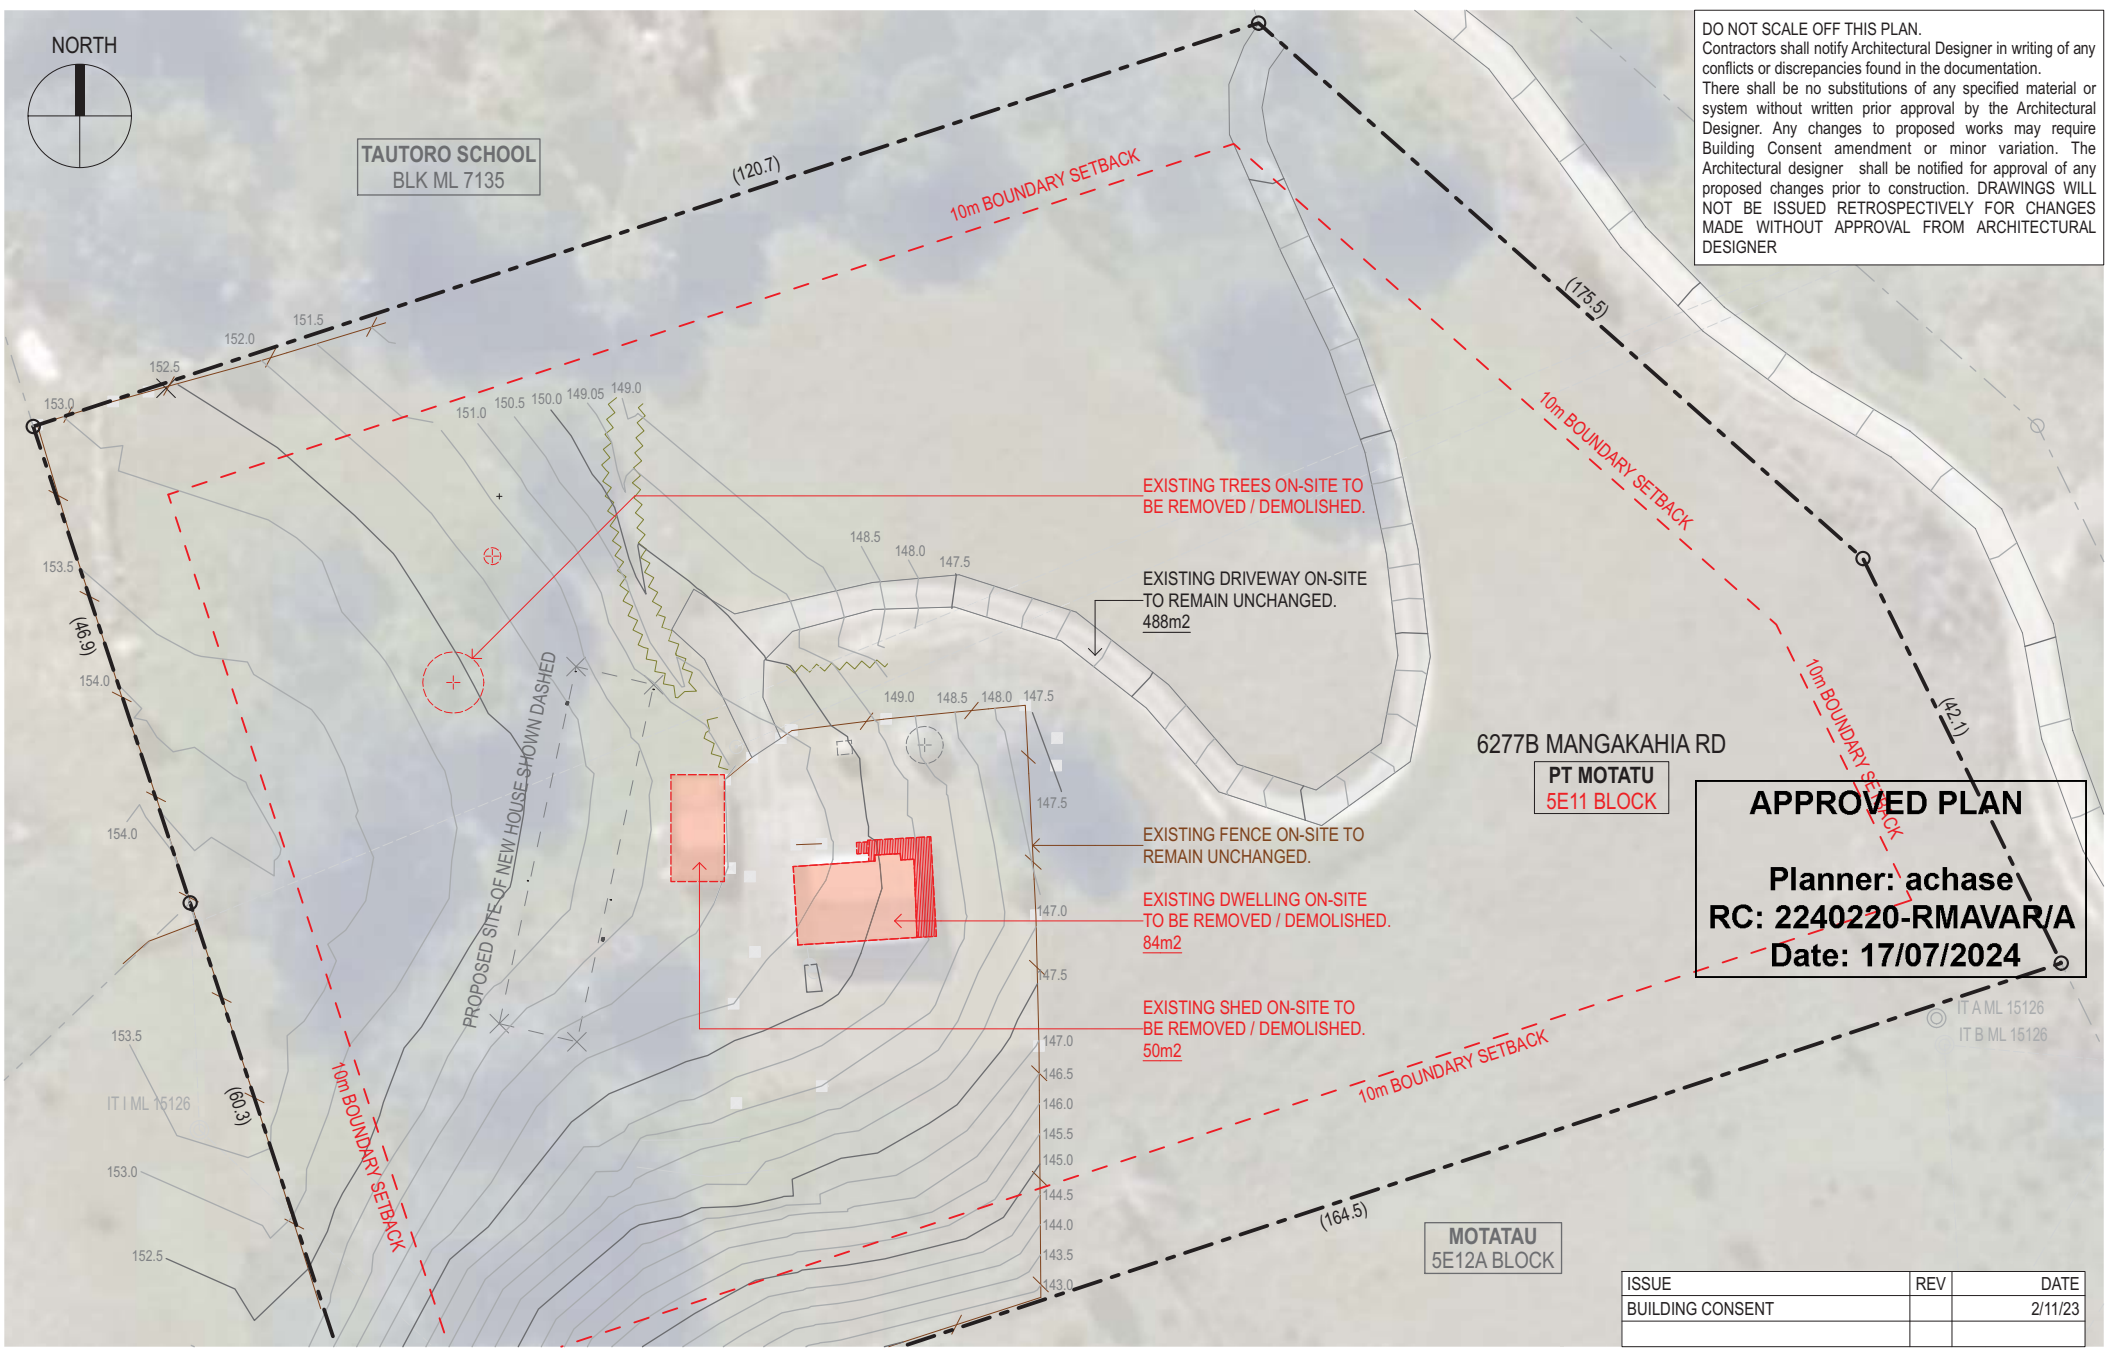 NORTH
TAUTORO SCHOOL
BLK ML 7135
DO NOT SCALE OFF THIS PLAN.
Contractors shall notify Architectural Designer in writing of any
conflicts or discrepancies found in the documentation.
There shall be no substitutions of any specified material or
system without written prior approval by the Architectural
Designer. Any changes to proposed works may require
Building Consent amendment or minor variation. The
Architectural designer shall be notified for approval of any
proposed changes prior to construction. DRAWINGS WILL
NOT BE ISSUED RETROSPECTIVELY FOR CHANGES
MADE WITHOUT APPROVAL FROM ARCHITECTURAL
DESIGNER
(120.7)
10m BOUNDARY SETBACK
(175.5)
10m BOUNDARY SETBACK
151.5
152.0
152.5
153.0
151.0
150.5
150.0
149.05
149.0
EXISTING TREES ON-SITE TO
BE REMOVED / DEMOLISHED.
148.5
148.0
147.5
153.5
EXISTING DRIVEWAY ON-SITE
TO REMAIN UNCHANGED.
488m2
(46.9)
154.0
PROPOSED SITE OF NEW HOUSE SHOWN DASHED
149.0
148.5
148.0
147.5
10m BOUNDARY SETBACK
(42.1)
6277B MANGAKAHIA RD
PT MOTATU
5E11 BLOCK
147.5
154.0
EXISTING FENCE ON-SITE TO
REMAIN UNCHANGED.
APPROVED PLAN
Planner: achase
RC: 2240220-RMAVAR/A
Date: 17/07/2024
EXISTING DWELLING ON-SITE
TO BE REMOVED / DEMOLISHED.
84m2
147.0
147.5
EXISTING SHED ON-SITE TO
BE REMOVED / DEMOLISHED.
50m2
IT A ML 15126
IT B ML 15126
153.5
147.0
146.5
146.0
145.5
145.0
144.5
144.0
143.5
143.0
IT I ML 15126
(60.3)
10m BOUNDARY SETBACK
10m BOUNDARY SETBACK
153.0
152.5
(164.5)
MOTATAU
5E12A BLOCK
ISSUE REV DATE
BUILDING CONSENT 2/11/23